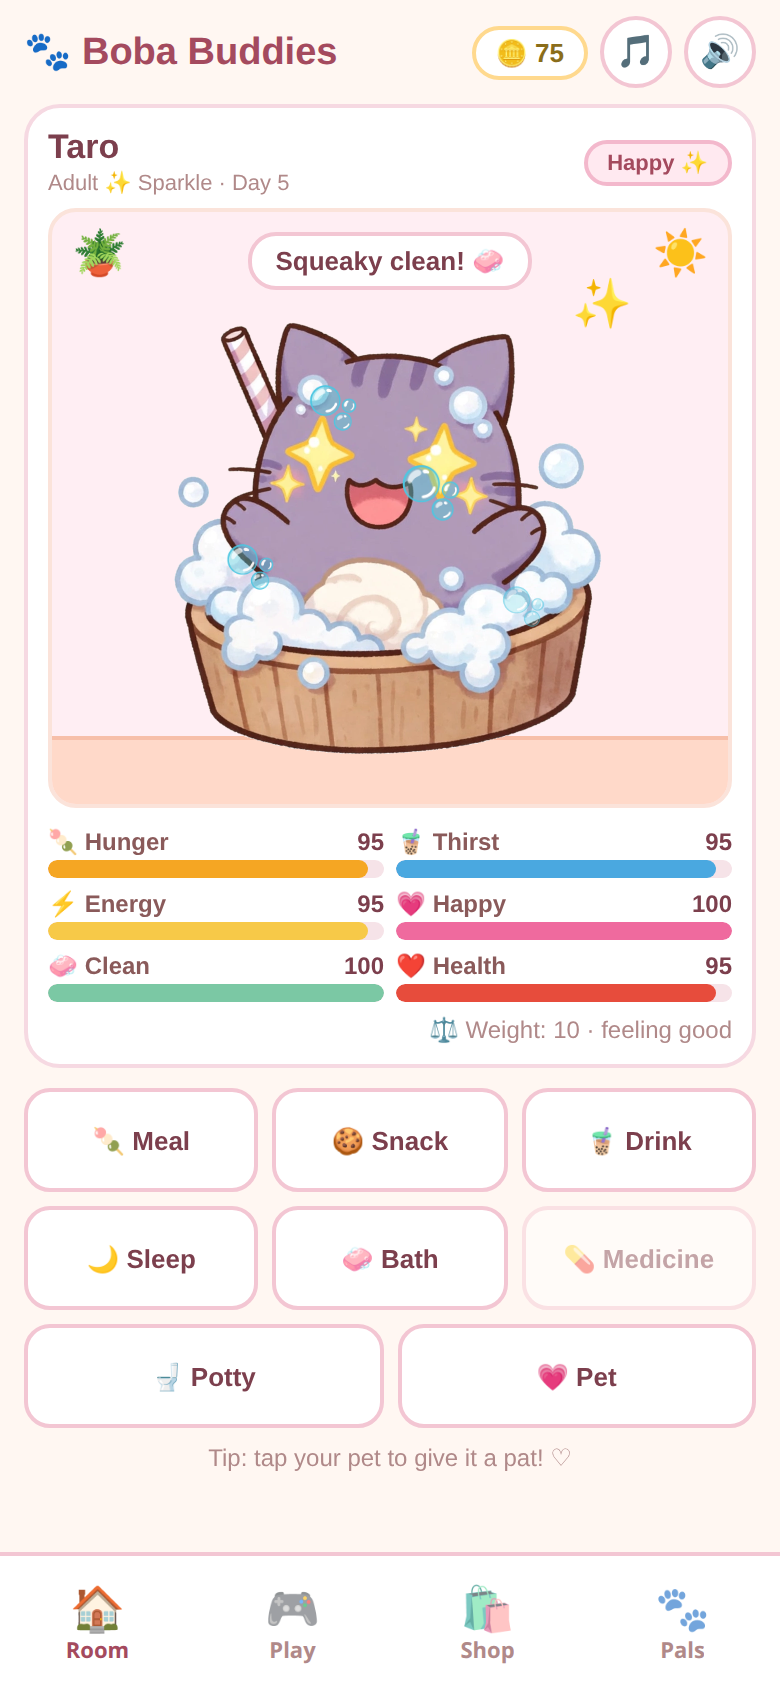 🐾 Boba Buddies
🪙 75
Taro
Adult ✨ Sparkle · Day 5
Happy ✨
Squeaky clean! 🧼
🍡 Hunger 95
🧋 Thirst 95
⚡ Energy 95
💗 Happy 100
🧼 Clean 100
❤️ Health 95
⚖️ Weight: 10 · feeling good
🍡 Meal
🍪 Snack
🧋 Drink
🌙 Sleep
🧼 Bath
💊 Medicine
🚽 Potty
💗 Pet
Tip: tap your pet to give it a pat! ♡
Room
Play
Shop
Pals